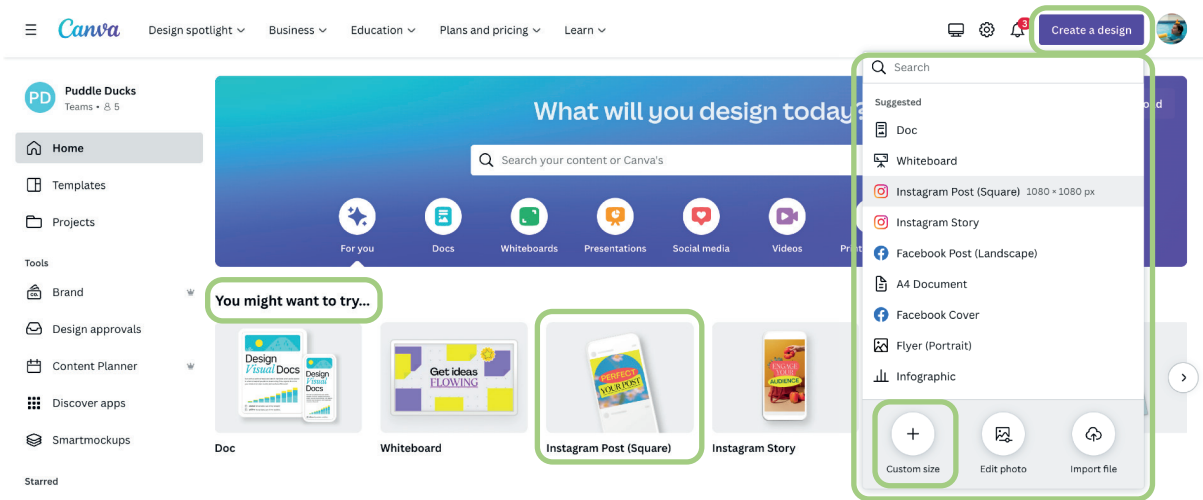 Canva
Design spotlight
Business
Education
Plans and pricing
Learn
3
Create a design
PD
Puddle Ducks
Teams • 5
Home
Templates
Projects
Tools
Brand
Design approvals
Content Planner
Discover apps
Smartmockups
Starred
What will you design today?
Search your content or Canva's
For you
Docs
Whiteboards
Presentations
Social media
Videos
You might want to try...
Design
Visual Docs
Design
Visual
Docs
Doc
Get ideas
FLOWING
Whiteboard
PERFECT
YOUR POST
Instagram Post (Square)
ENGAGE
YOUR
AUDIENCE
Instagram Story
Search
Suggested
Doc
Whiteboard
Instagram Post (Square) 1080 × 1080 px
Instagram Story
Facebook Post (Landscape)
A4 Document
Facebook Cover
Flyer (Portrait)
Infographic
Custom size
Edit photo
Import file